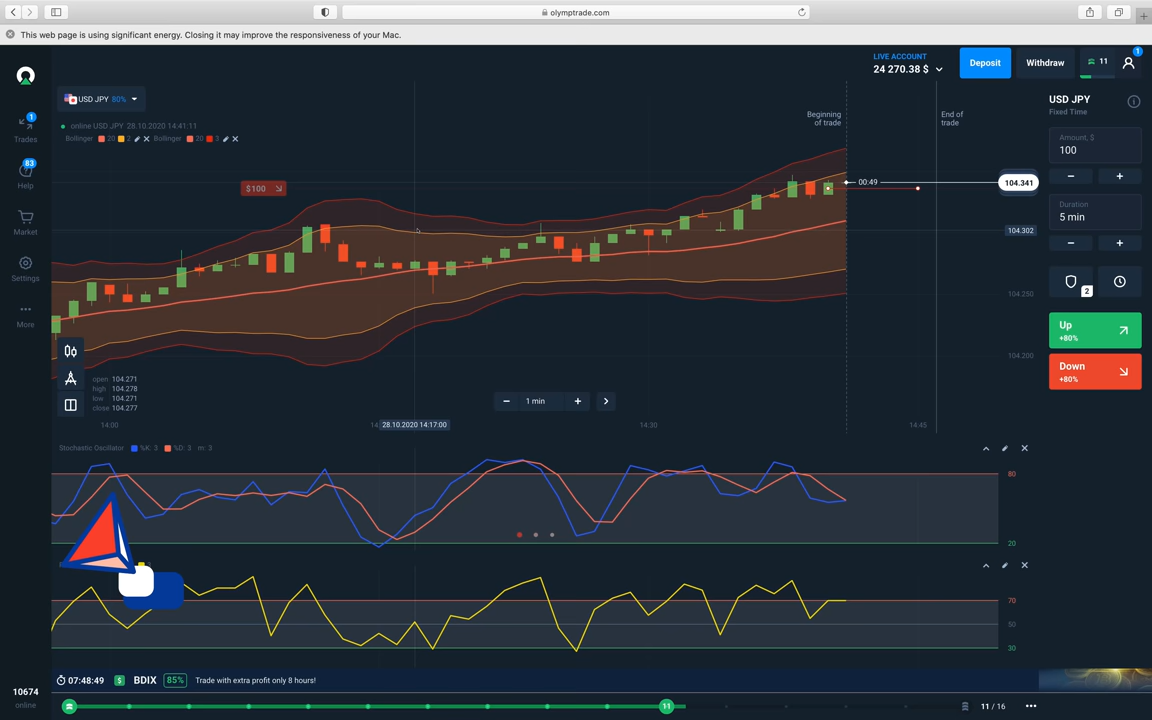 olymptrade.com
This web page is using significant energy. Closing it may improve the responsiveness of your Mac.
LIVE ACCOUNT
24 270.38 $
Deposit
Withdraw
11
1
USD JPY 80%
online USD JPY 28.10.2020 14:41:11
Bollinger 20 2 Bollinger 20 3
Beginning
of trade
End of
trade
USD JPY
Fixed Time
Amount, $
100
Duration
5 min
2
Up
+80%
Down
+80%
1
Trades
83
Help
Market
Settings
More
$100
00:49
104.341
104.302
104.250
104.200
open 104.271
high 104.278
low 104.271
close 104.277
1 min
14:00
28.10.2020 14:17:00
14:30
14:45
Stochastic Oscillator %K: 3 %D: 3 m: 3
80
20
70
50
30
07:48:49
$
BDIX
85%
Trade with extra profit only 8 hours!
10674
online
11
11 / 16